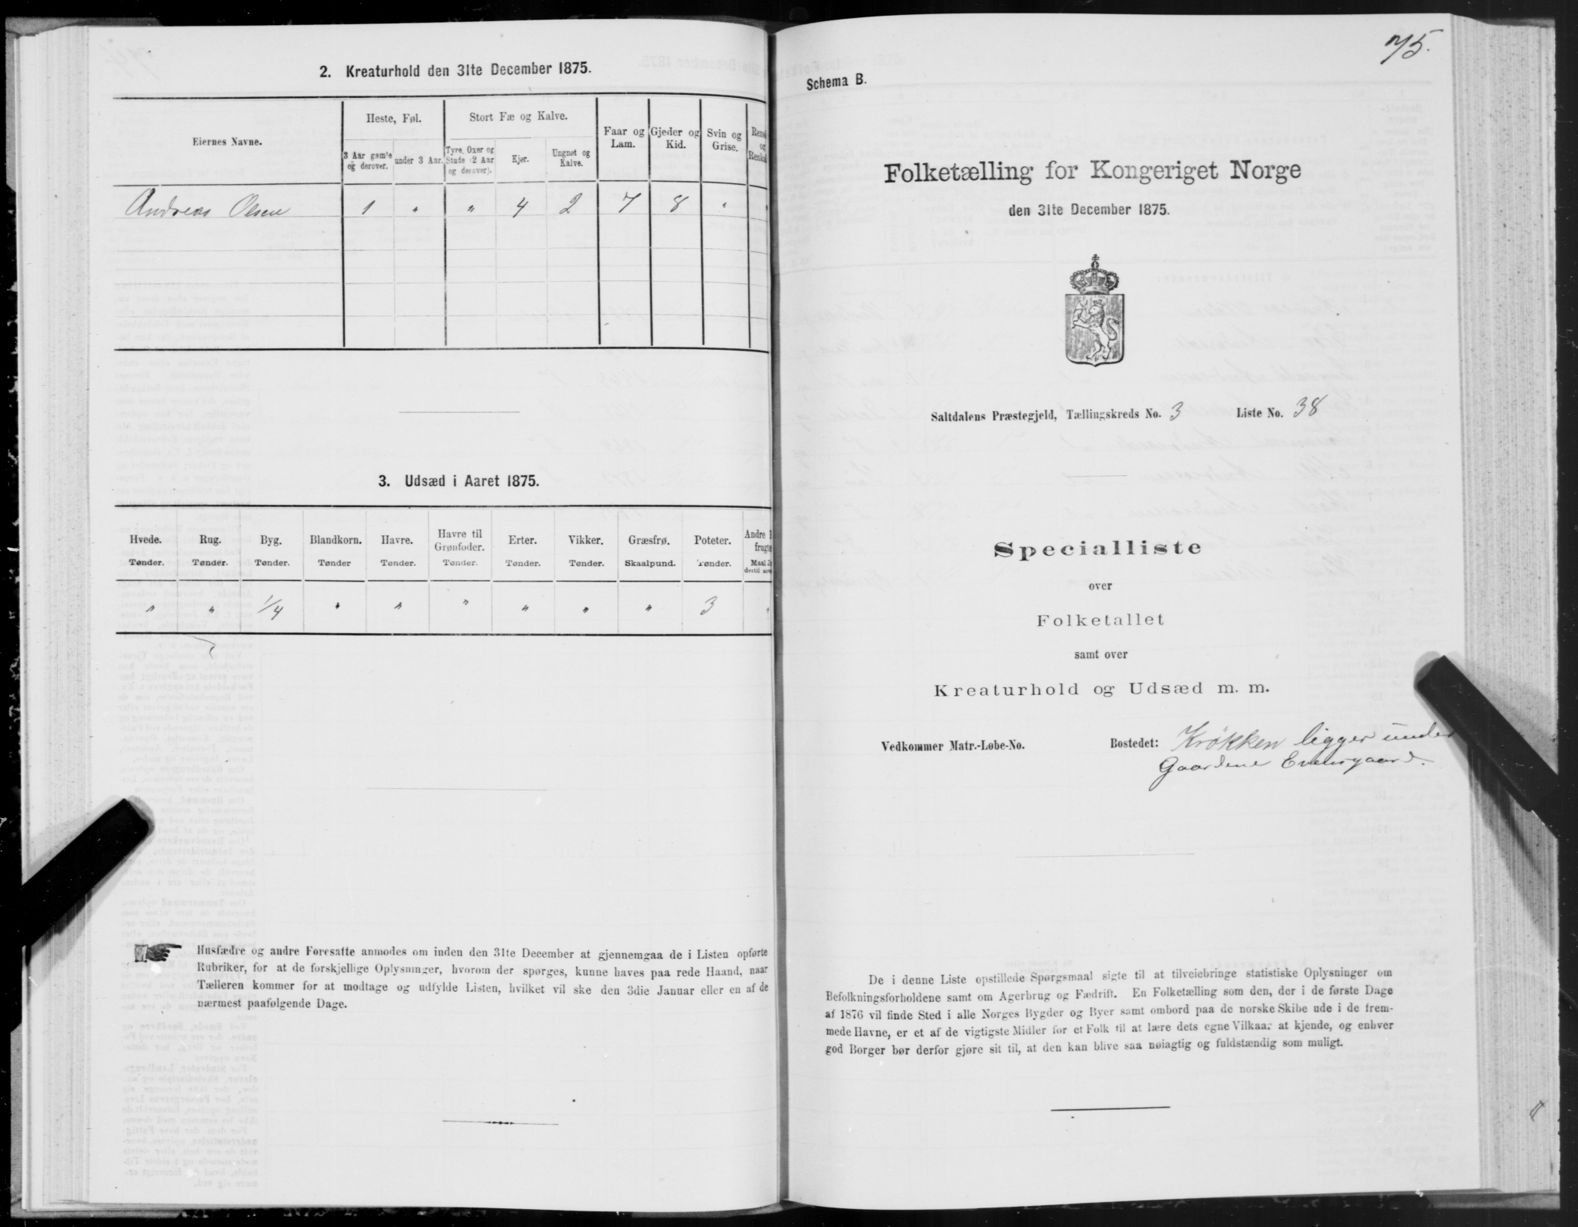 2. Kreaturhold den 31te December 1875.
Eiernes Navne.
Heste, Føl.
Stort Fæ og Kalve.
3 Aar gamle og derover.
under 3 Aar.
Tyre, Oxer og Stude (2 Aar og derover).
Kjør.
Ungnøt og Kalve.
Faar og Lam.
Gjeder og Kid.
Svin og Grise.
Andreas Olsen 1 " " 4 2 7 8 "
3. Udsæd i Aaret 1875.
Hvede. Rug. Byg. Blandkorn. Havre. Havre til Grønfoder. Erter. Vikker. Græsfrø. Poteter. Andre
Tønder. Tønder. Tønder. Tønder Tønder. Tønder. Tønder. Tønder. Skaalpund. Tønder.
" " 1/4 " " " " " " 3
Husfædre og andre Foresatte anmodes om inden den 31te December at gjennemgaa de i Listen opførte
Rubriker, for at de forskjellige Oplysninger, hvorom der spørges, kunne haves paa rede Haand, naar
Tælleren kommer for at modtage og udfylde Listen, hvilket vil ske den 3die Januar eller en af de
nærmest paafølgende Dage.
75.
Schema B.
Folketælling for Kongeriget Norge
den 31te December 1875.
Saltdalens Præstegjeld, Tællingskreds No. 3 Liste No. 38
Specialliste
over
Folketallet
samt over
Kreaturhold og Udsæd m. m.
Vedkommer Matr.-Løbe-No. Bostedet: Krøkken ligger under
Gaardene Evensgaard.
De i denne Liste opstillede Spørgsmaal sigte til at tilveiebringe statistiske Oplysninger om
Befolkningsforholdene samt om Agerbrug og Fædrift. En Folketælling som den, der i de første Dage
af 1876 vil finde Sted i alle Norges Bygder og Byer samt ombord paa de norske Skibe ude i de frem-
mede Havne, er et af de vigtigste Midler for et Folk til at lære dets egne Vilkaar at kjende, og enhver
god Borger bør derfor gjøre sit til, at den kan blive saa nøiagtig og fuldstændig som muligt.